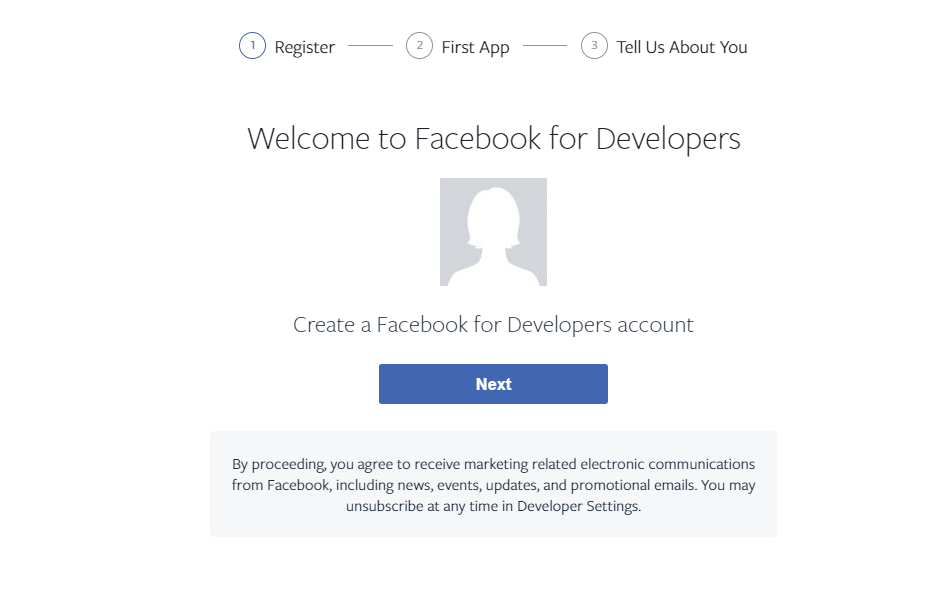 1 Register 2 First App 3 Tell Us About You
Welcome to Facebook for Developers
Create a Facebook for Developers account
Next
By proceeding, you agree to receive marketing related electronic communications
from Facebook, including news, events, updates, and promotional emails. You may
unsubscribe at any time in Developer Settings.